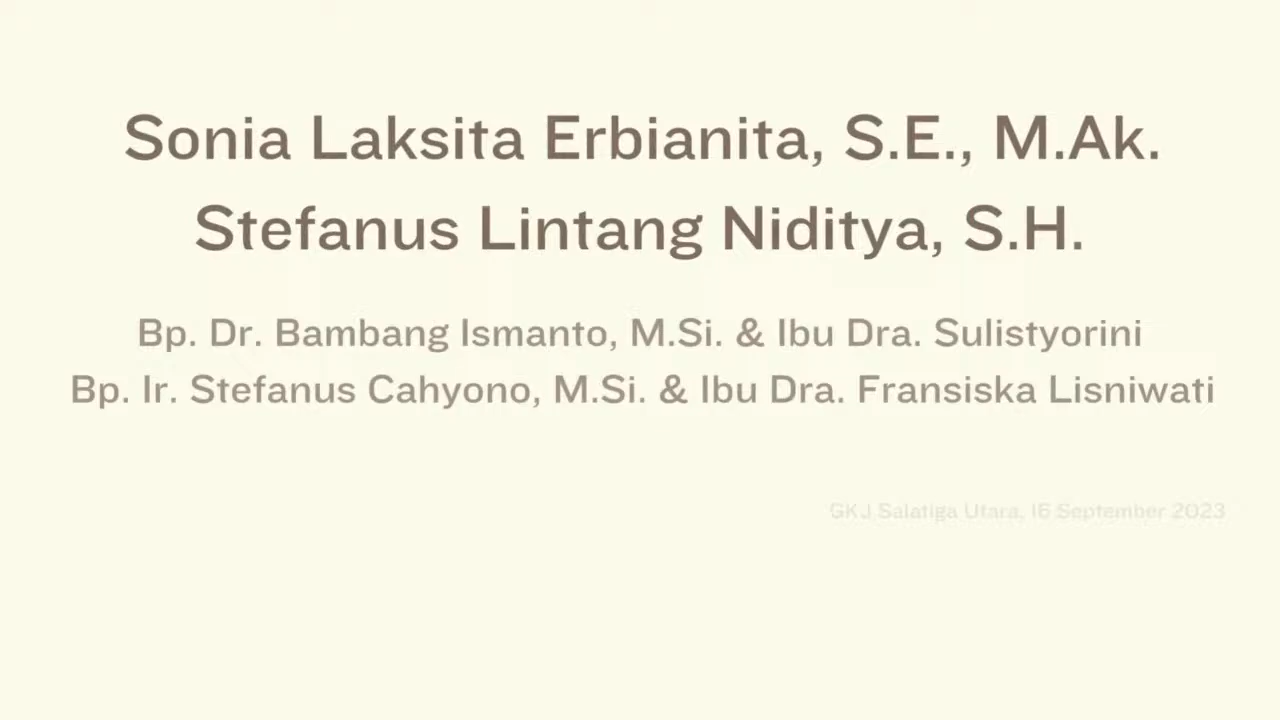 Sonia Laksita Erbianita, S.E., M.Ak.
Stefanus Lintang Niditya, S.H.
Bp. Dr. Bambang Ismanto, M.Si. & Ibu Dra. Sulistyorini
Bp. Ir. Stefanus Cahyono, M.Si. & Ibu Dra. Fransiska Lisniwati
GKJ Salatiga Utara, 16 September 2023